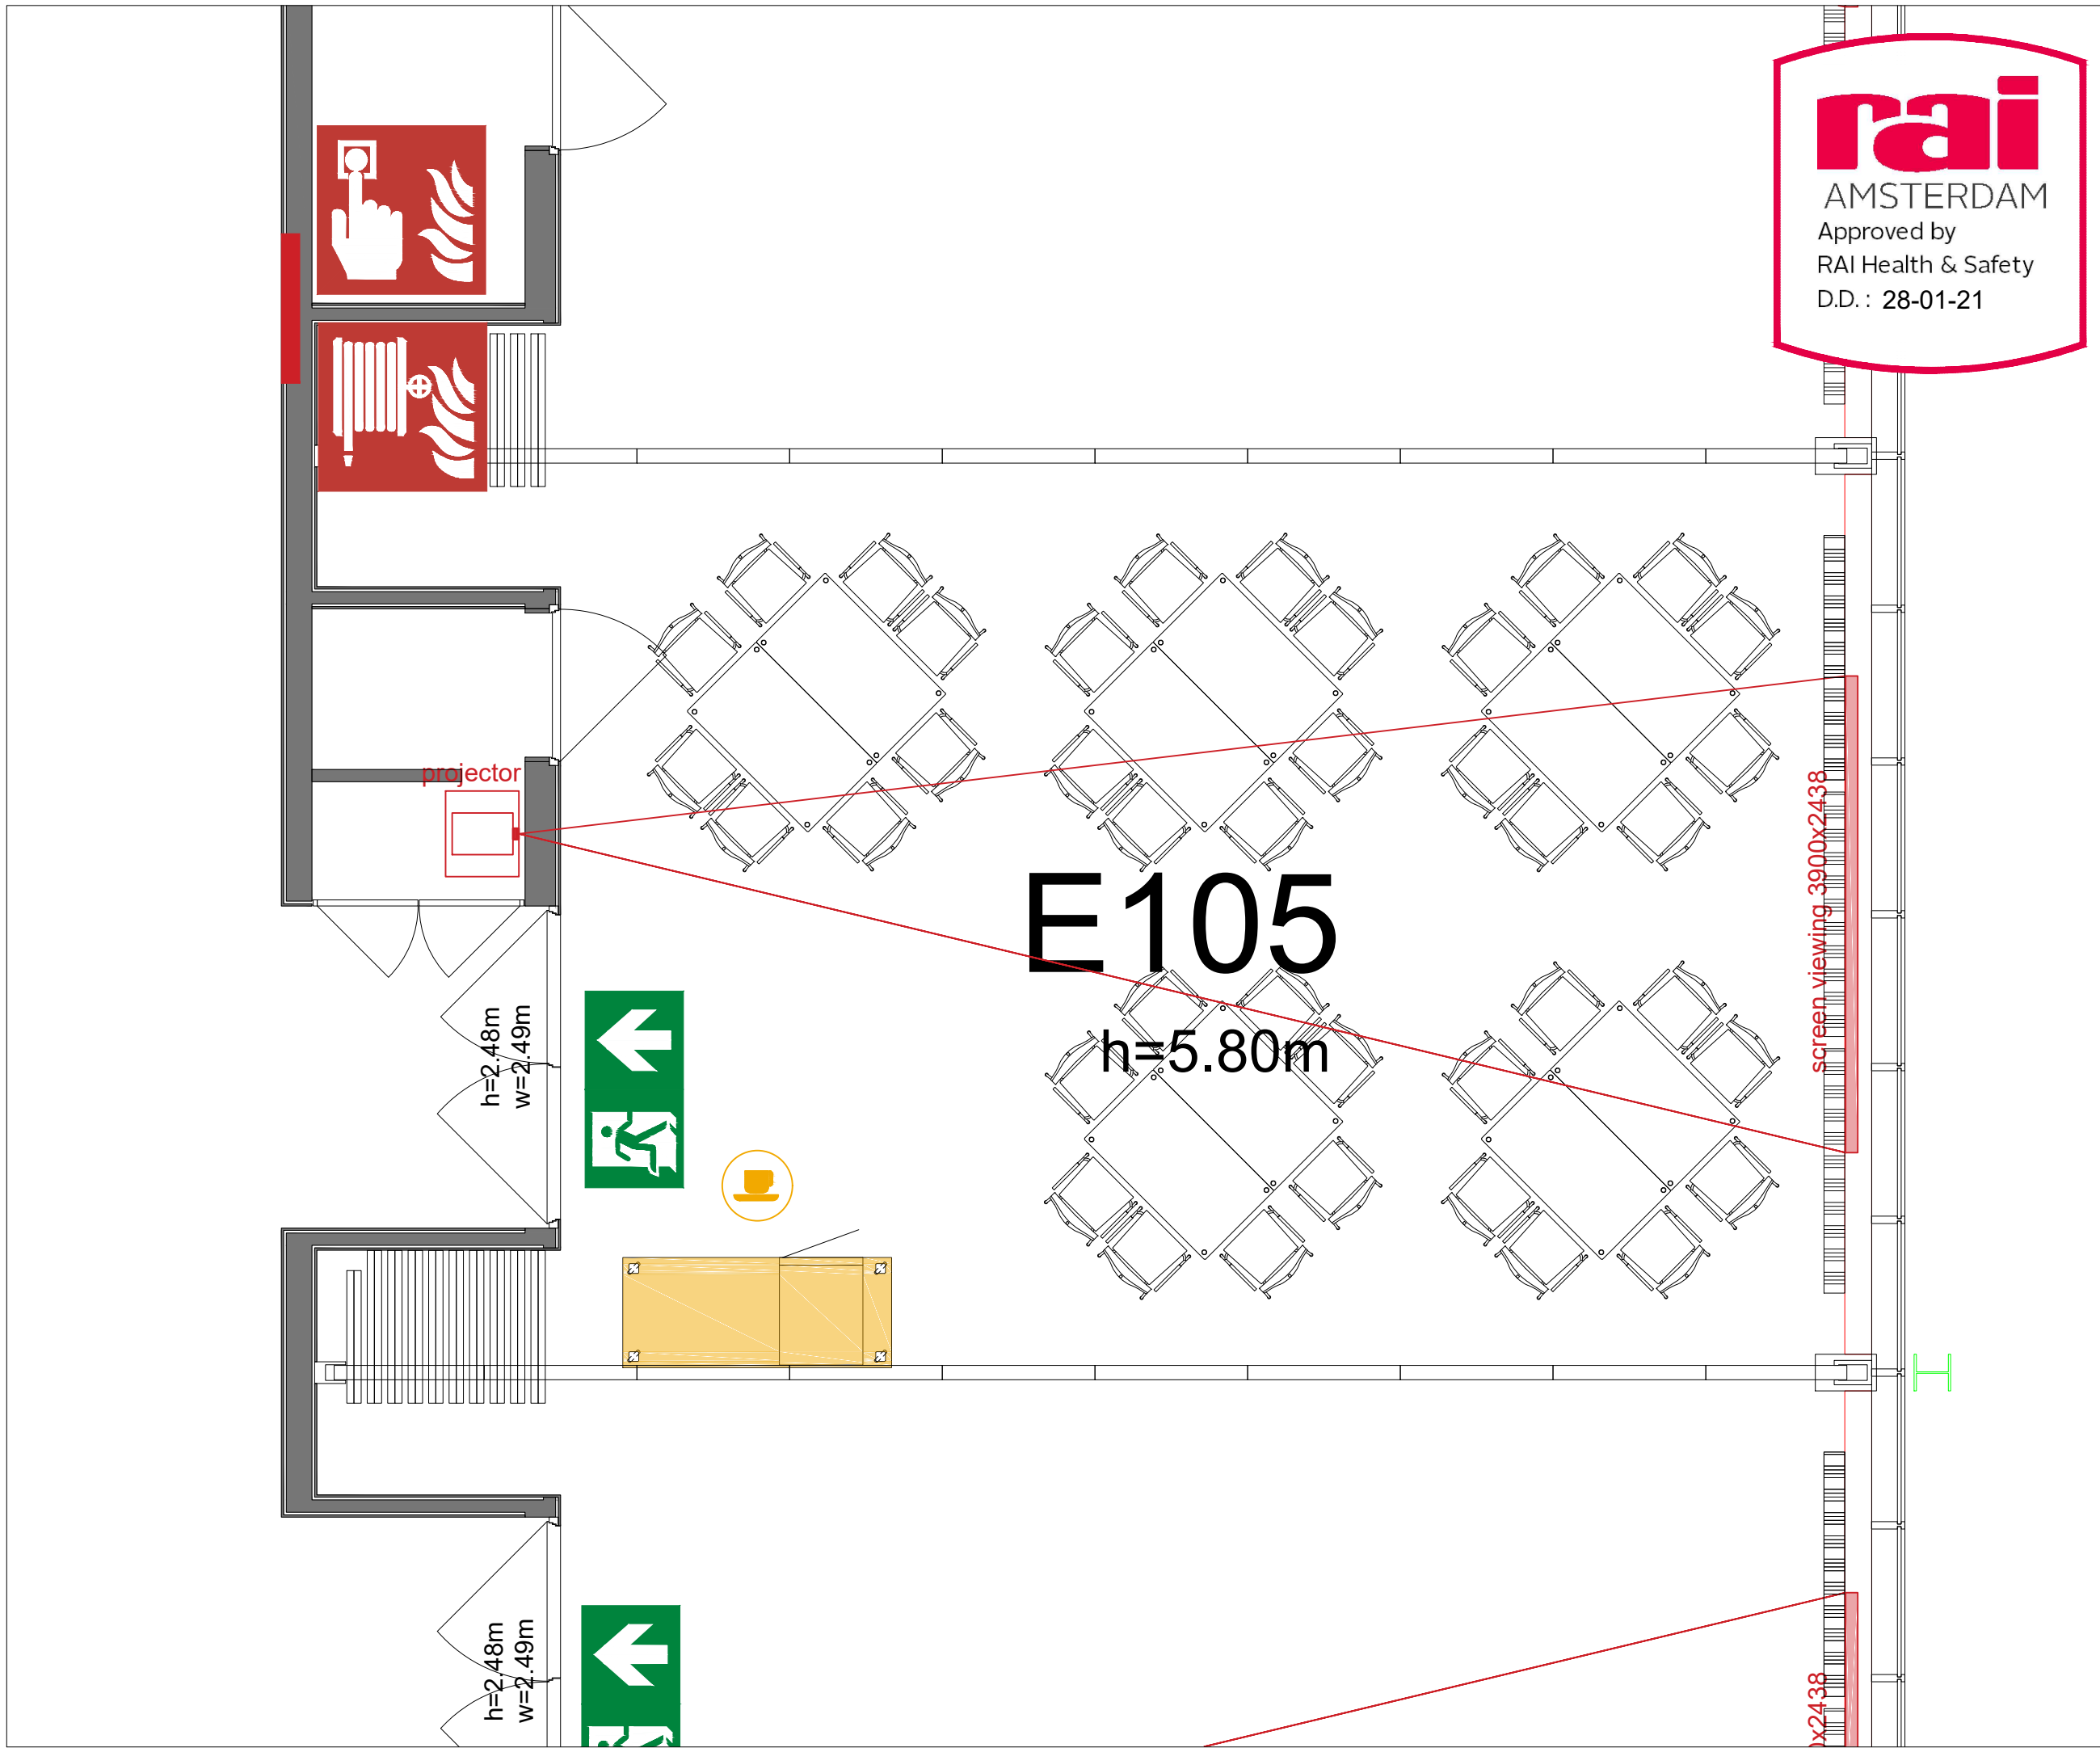 rai
AMSTERDAM
Approved by
RAI Health & Safety
D.D. : 28-01-21
projector
screen viewing 3900x2438
E105
h=5.80m
h=2.48m
w=2.49m
h=2.48m
w=2.49m
x2438